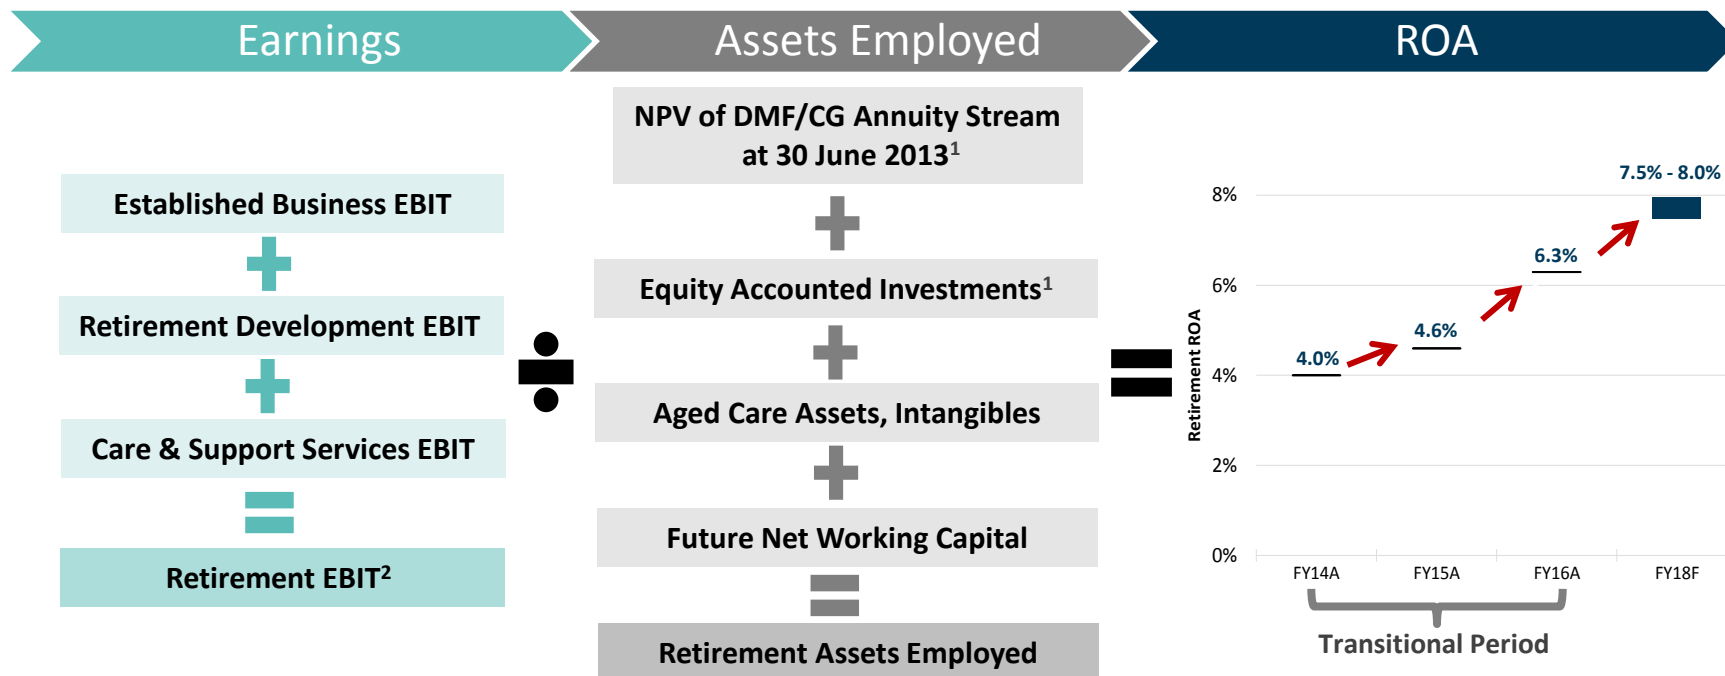 Earnings
Assets Employed
ROA
Established Business EBIT
Retirement Development EBIT
Care & Support Services EBIT
Retirement EBIT²
NPV of DMF/CG Annuity Stream
at 30 June 2013¹
Equity Accounted Investments¹
Aged Care Assets, Intangibles
Future Net Working Capital
Retirement Assets Employed
Retirement ROA
8%
6%
4%
2%
0%
4.0%
4.6%
6.3%
7.5% - 8.0%
FY14A
FY15A
FY16A
FY18F
Transitional Period